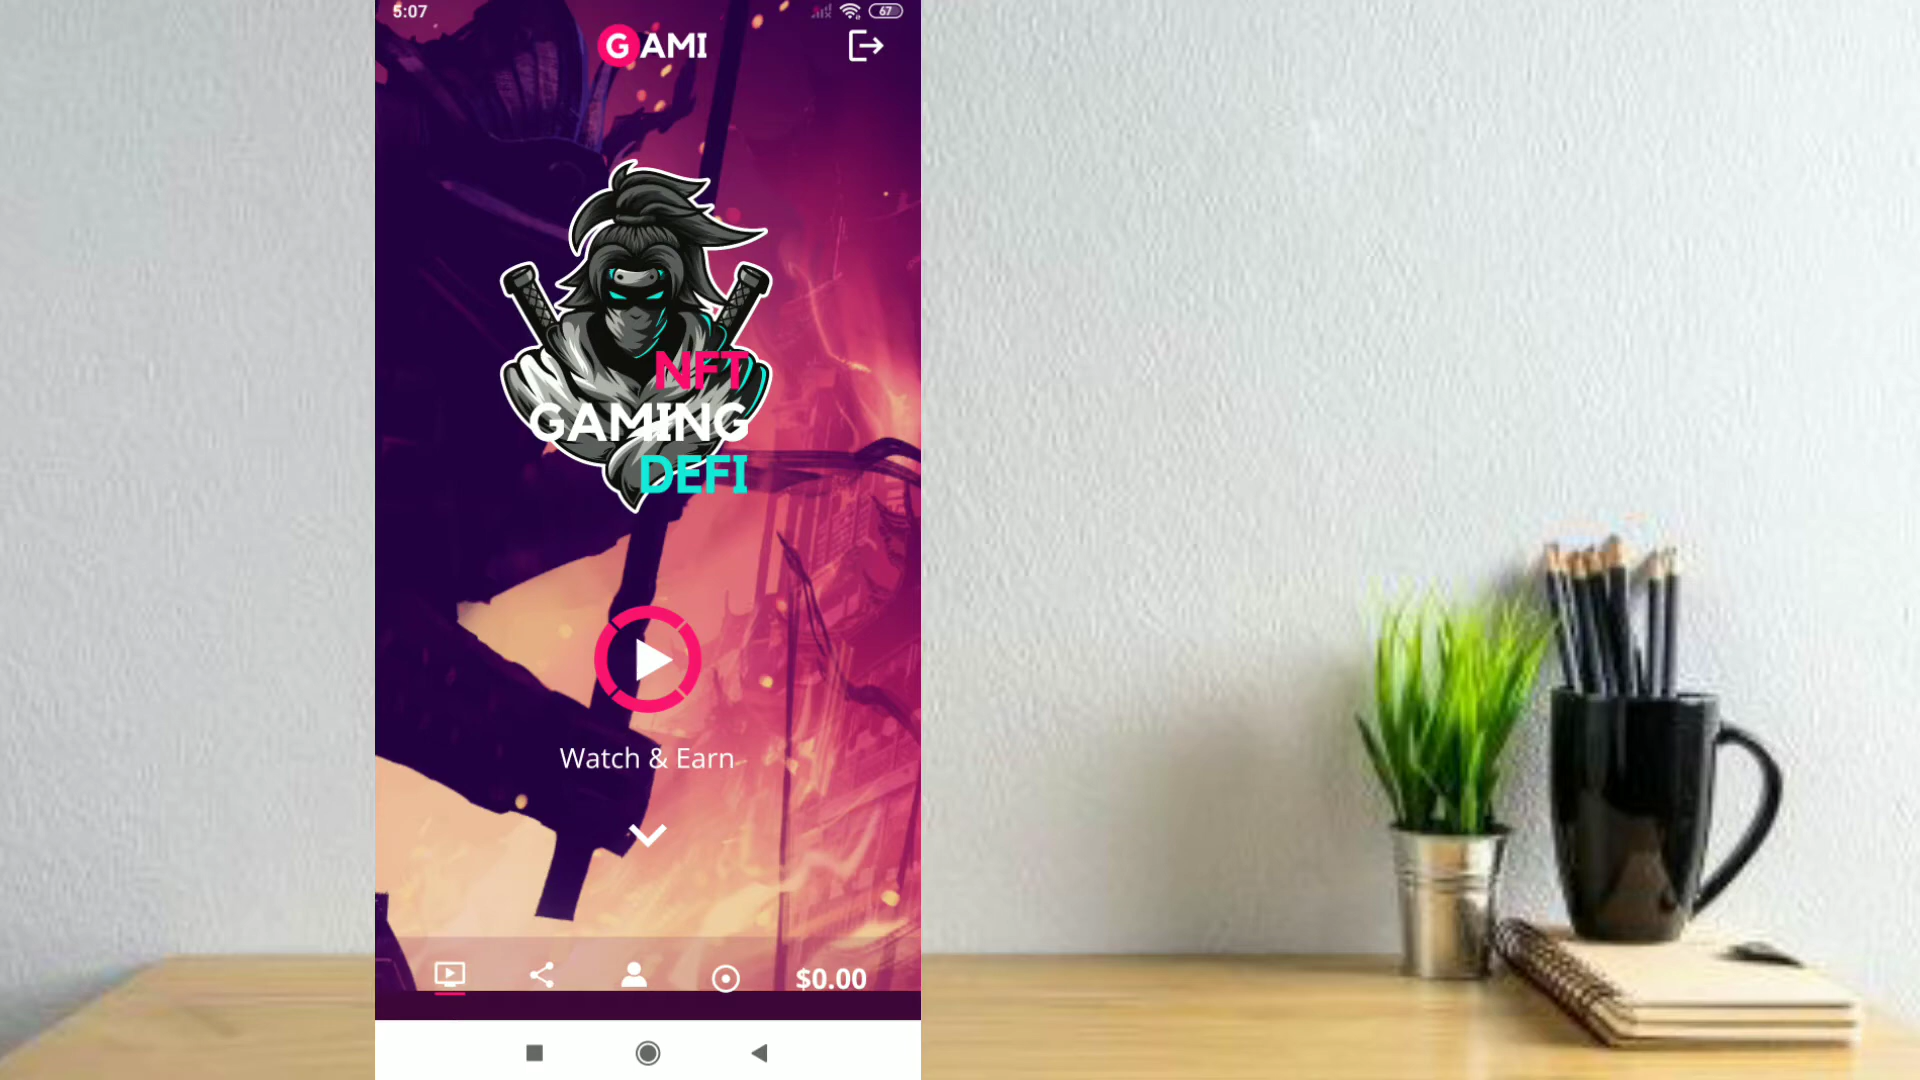 5:07
67
GAMI
NFT
GAMING
DEFI
Watch & Earn
$0.00